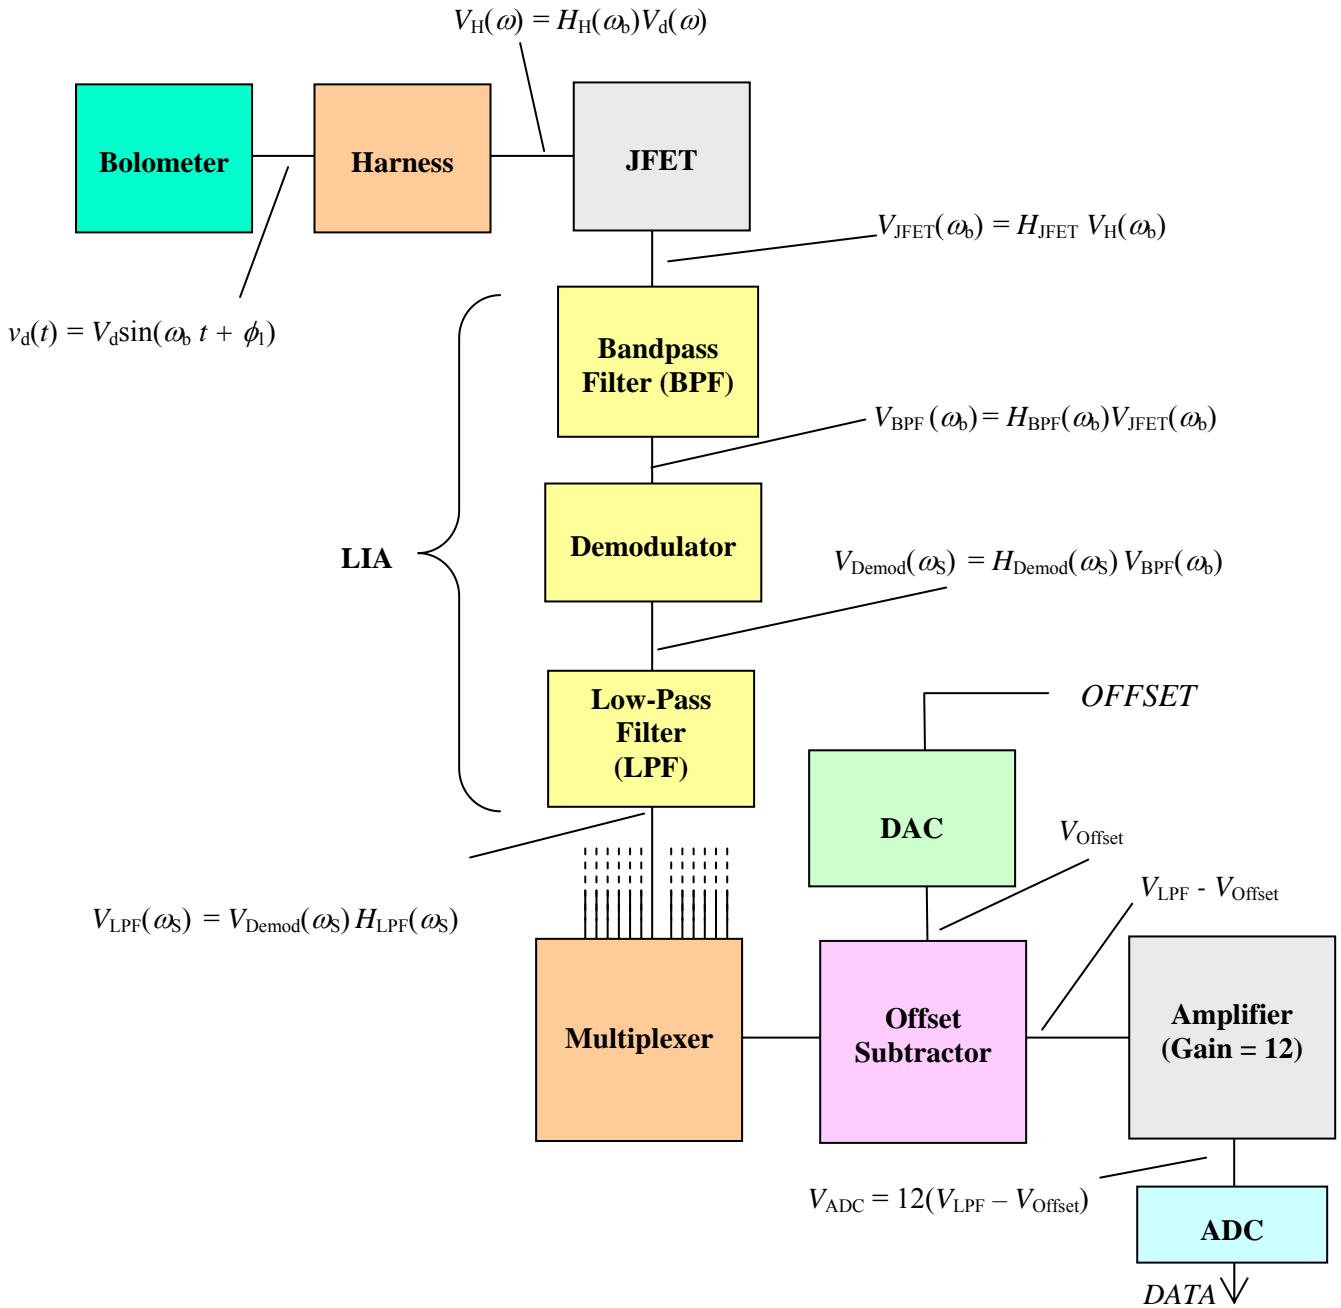 V_H(ω) = H_H(ω_b)V_d(ω)
Bolometer
Harness
JFET
V_JFET(ω_b) = H_JFET V_H(ω_b)
v_d(t) = V_d sin(ω_b t + ϕ_1)
Bandpass
Filter (BPF)
V_BPF (ω_b) = H_BPF(ω_b)V_JFET(ω_b)
LIA
Demodulator
V_Demod(ω_S) = H_Demod(ω_S) V_BPF(ω_b)
Low-Pass
Filter
(LPF)
OFFSET
DAC
V_Offset
V_LPF - V_Offset
V_LPF(ω_S) = V_Demod(ω_S) H_LPF(ω_S)
Multiplexer
Offset
Subtractor
Amplifier
(Gain = 12)
V_ADC = 12(V_LPF – V_Offset)
ADC
DATA